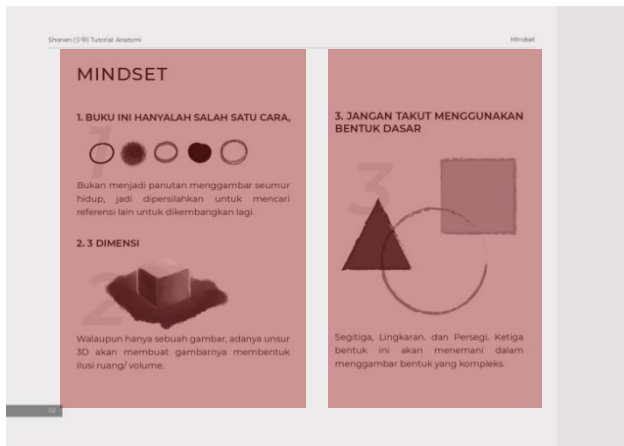 Shonen (少年) Tutorial: Anatomi
Mindset
MINDSET
1. BUKU INI HANYALAH SALAH SATU CARA,
1
Bukan menjadi panutan menggambar seumur
hidup, jadi dipersilahkan untuk mencari
referensi lain untuk dikembangkan lagi.
2. 3 DIMENSI
2
Walaupun hanya sebuah gambar, adanya unsur
3D akan membuat gambarnya membentuk
ilusi ruang/ volume.
02
3. JANGAN TAKUT MENGGUNAKAN
BENTUK DASAR
3
Segitiga, Lingkaran. dan Persegi. Ketiga
bentuk ini akan menemani dalam
menggambar bentuk yang kompleks.